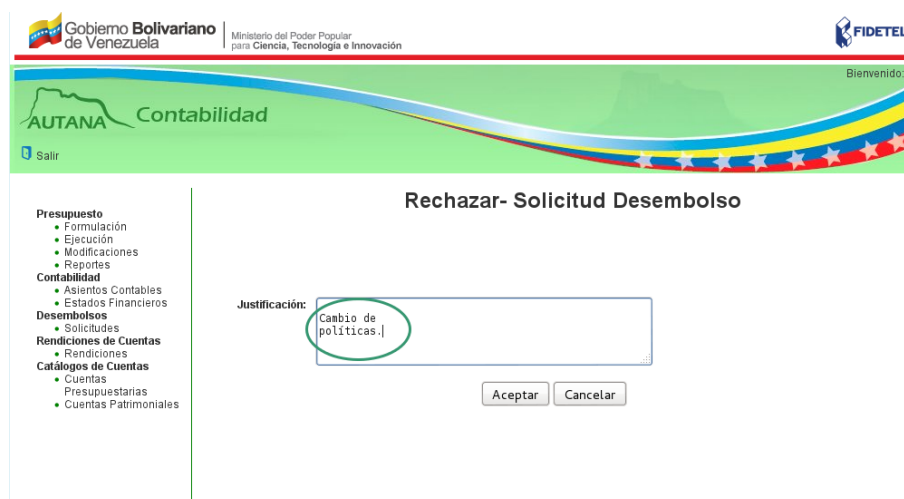 Gobierno Bolivariano
de Venezuela
Ministerio del Poder Popular
para Ciencia, Tecnología e Innovación
FIDETEL
Bienvenido:
AUTANA
Contabilidad
Salir
Rechazar- Solicitud Desembolso
Presupuesto
Formulación
Ejecución
Modificaciones
Reportes
Contabilidad
Asientos Contables
Estados Financieros
Desembolsos
Solicitudes
Rendiciones de Cuentas
Rendiciones
Catálogos de Cuentas
Cuentas
Presupuestarias
Cuentas Patrimoniales
Justificación:
Cambio de
políticas.
Aceptar
Cancelar